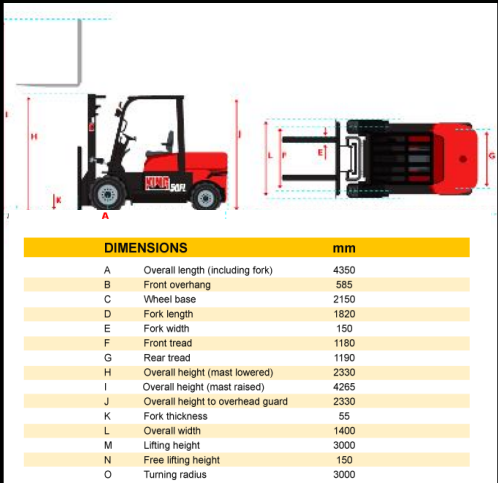 I
H
J
K
A
J
KING
50FL
L
F
E
G
DIMENSIONS mm
A Overall length (including fork) 4350
B Front overhang 585
C Wheel base 2150
D Fork length 1820
E Fork width 150
F Front tread 1180
G Rear tread 1190
H Overall height (mast lowered) 2330
I Overall height (mast raised) 4265
J Overall height to overhead guard 2330
K Fork thickness 55
L Overall width 1400
M Lifting height 3000
N Free lifting height 150
O Turning radius 3000